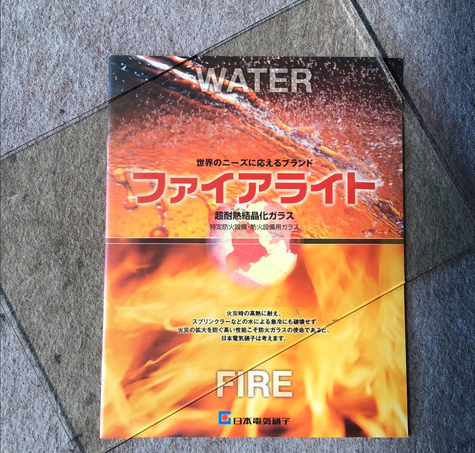 WATER
世界のニーズに応えるブランド
ファイアライト
超耐熱結晶化ガラス
特定防火設備・防火設備用ガラス
火災時の高熱に耐え、
スプリンクラーなどの水による急冷にも破壊せず
火災の拡大を防ぐ高い性能こそ防火ガラスの使命であると、
日本電気硝子は考えます。
FIRE
日本電気硝子